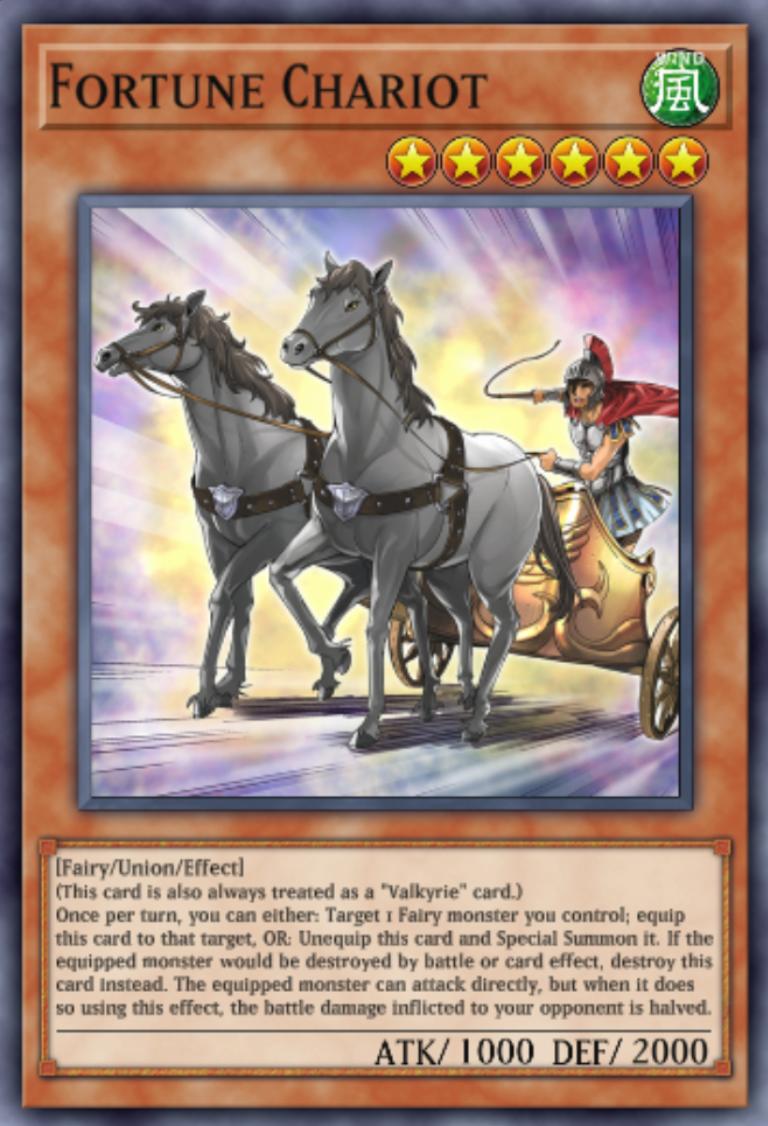 FORTUNE CHARIOT
WIND
風
[Fairy/Union/Effect]
(This card is also always treated as a "Valkyrie" card.)
Once per turn, you can either: Target 1 Fairy monster you control; equip
this card to that target, OR: Unequip this card and Special Summon it. If the
equipped monster would be destroyed by battle or card effect, destroy this
card instead. The equipped monster can attack directly, but when it does
so using this effect, the battle damage inflicted to your opponent is halved.
ATK/ 1000 DEF/ 2000